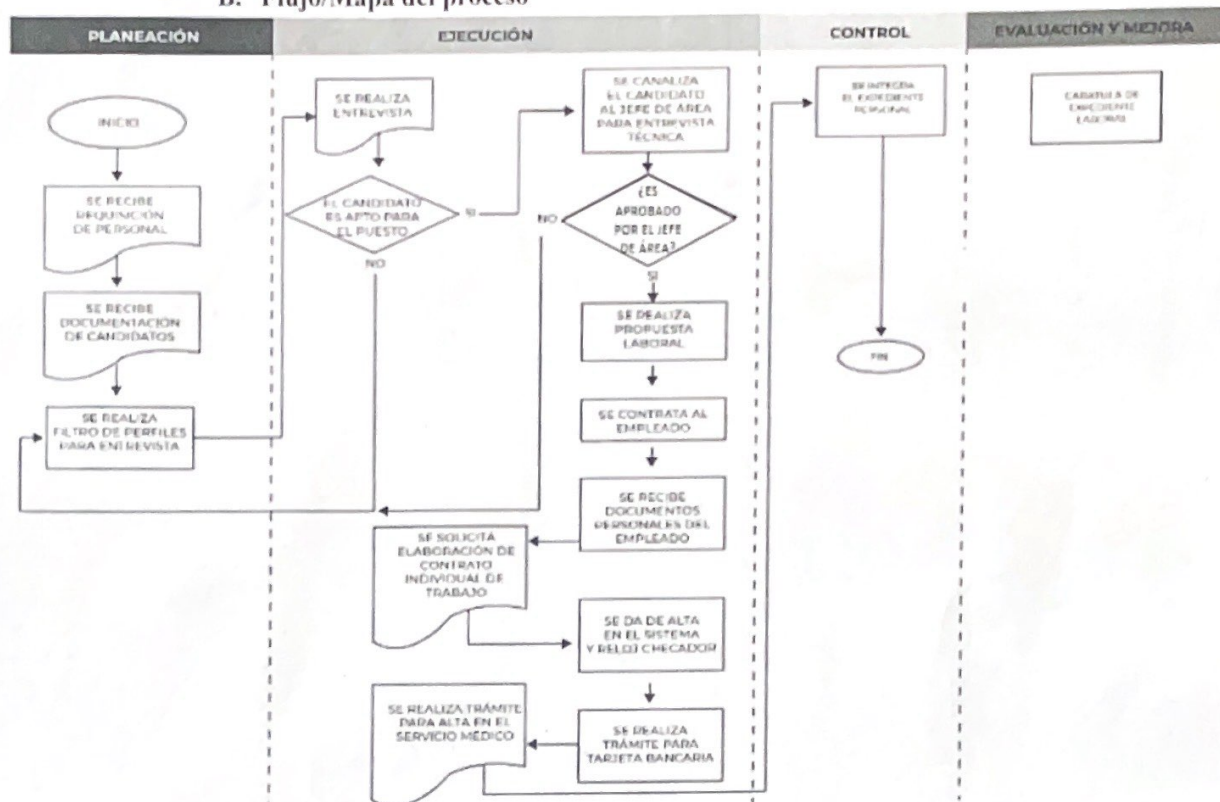 B. Flujo/Mapa del proceso
PLANEACIÓN
EJECUCIÓN
CONTROL
EVALUACIÓN Y MEJORA
INICIO
SE RECIBE
REQUISICIÓN
DE PERSONAL
SE RECIBE
DOCUMENTACIÓN
DE CANDIDATOS
SE REALIZA
FILTRO DE PERFILES
PARA ENTREVISTA
SE REALIZA
ENTREVISTA
EL CANDIDATO
ES APTO PARA
EL PUESTO
SI
NO
SE CANALIZA
EL CANDIDATO
AL JEFE DE ÁREA
PARA ENTREVISTA
TÉCNICA
¿ES
APROBADO
POR EL JEFE
DE ÁREA?
NO
SI
SE REALIZA
PROPUESTA
LABORAL
SE CONTRATA AL
EMPLEADO
SE RECIBE
DOCUMENTOS
PERSONALES DEL
EMPLEADO
SE SOLICITA
ELABORACIÓN DE
CONTRATO
INDIVIDUAL DE
TRABAJO
SE DA DE ALTA
EN EL SISTEMA
Y RELOJ CHECADOR
SE REALIZA
TRÁMITE PARA
TARJETA BANCARIA
SE REALIZA TRÁMITE
PARA ALTA EN EL
SERVICIO MÉDICO
SE INTEGRA
EL EXPEDIENTE
PERSONAL
FIN
CARATULA DE
EXPEDIENTE
LABORAL